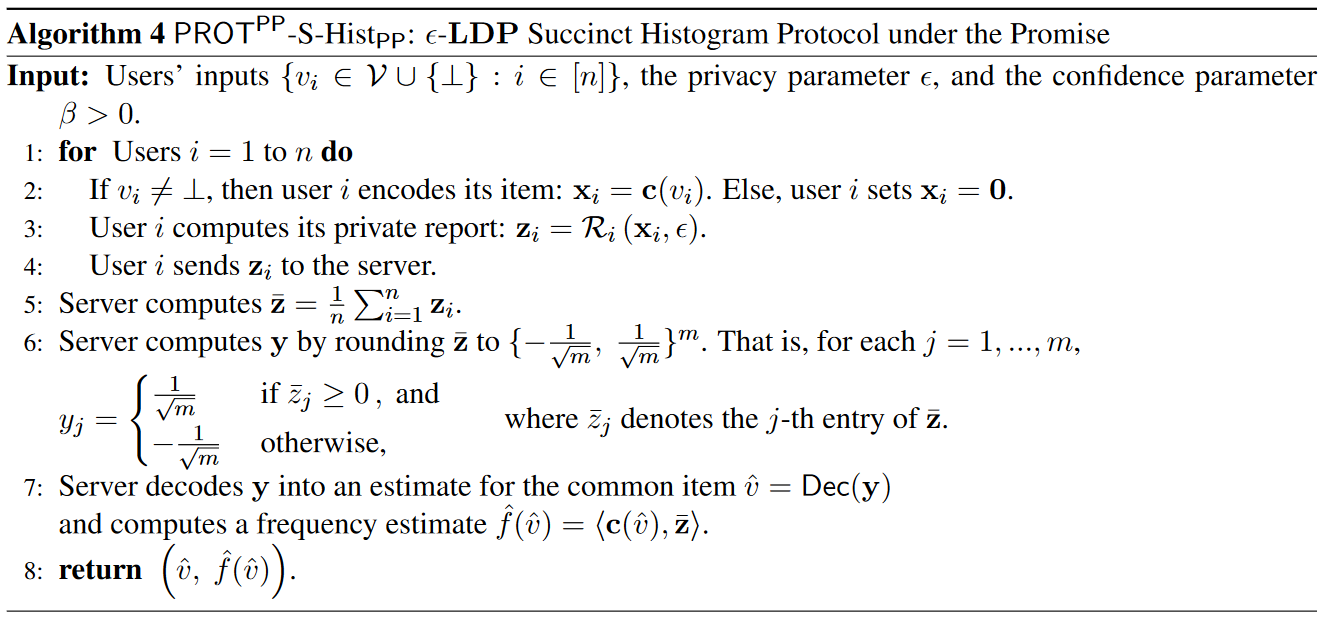 Algorithm 4 PROT^PP-S-Hist_PP: ϵ-LDP Succinct Histogram Protocol under the Promise
Input: Users' inputs {v_i ∈ 𝒱 ∪ {⊥} : i ∈ [n]}, the privacy parameter ϵ, and the confidence parameter
β > 0.
1: for Users i = 1 to n do
2: If v_i ≠ ⊥, then user i encodes its item: x_i = c(v_i). Else, user i sets x_i = 0.
3: User i computes its private report: z_i = ℛ_i (x_i, ϵ).
4: User i sends z_i to the server.
5: Server computes z̄ = 1/n ∑_{i=1}^n z_i.
6: Server computes y by rounding z̄ to {−1/√m, 1/√m}^m. That is, for each j = 1, ..., m,
y_j = { 1/√m if z̄_j ≥ 0 , and
−1/√m otherwise, where z̄_j denotes the j-th entry of z̄.
7: Server decodes y into an estimate for the common item v̂ = Dec(y)
and computes a frequency estimate f̂(v̂) = ⟨c(v̂), z̄⟩.
8: return (v̂, f̂(v̂)).